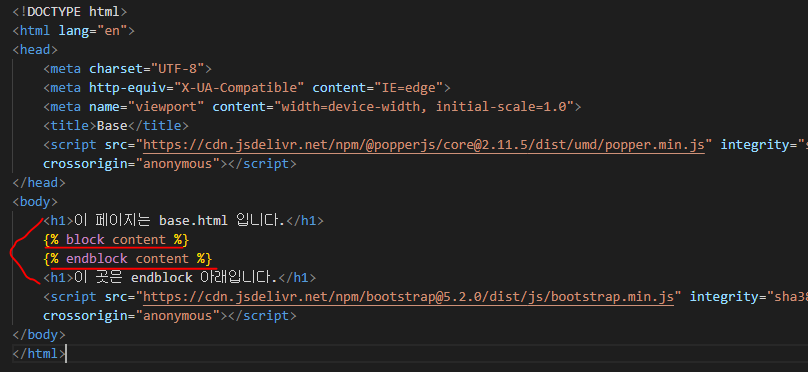 <!DOCTYPE html>
<html lang="en">
<head>
<meta charset="UTF-8">
<meta http-equiv="X-UA-Compatible" content="IE=edge">
<meta name="viewport" content="width=device-width, initial-scale=1.0">
<title>Base</title>
<script src="https://cdn.jsdelivr.net/npm/@popperjs/core@2.11.5/dist/umd/popper.min.js" integrity="s
crossorigin="anonymous"></script>
</head>
<body>
<h1>이 페이지는 base.html 입니다.</h1>
{% block content %}
{% endblock content %}
<h1>이 곳은 endblock 아래입니다.</h1>
<script src="https://cdn.jsdelivr.net/npm/bootstrap@5.2.0/dist/js/bootstrap.min.js" integrity="sha38
crossorigin="anonymous"></script>
</body>
</html>